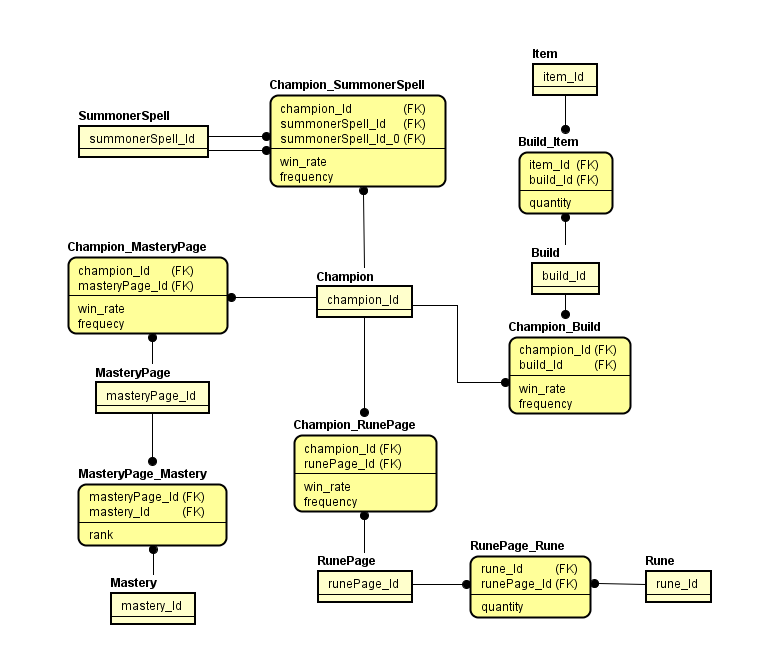 Item
item_Id
Champion_SummonerSpell
champion_Id (FK)
summonerSpell_Id (FK)
summonerSpell_Id_0 (FK)
win_rate
frequency
SummonerSpell
summonerSpell_Id
Build_Item
item_Id (FK)
build_Id (FK)
quantity
Champion_MasteryPage
champion_Id (FK)
masteryPage_Id (FK)
win_rate
frequecy
Build
build_Id
Champion
champion_Id
Champion_Build
champion_Id (FK)
build_Id (FK)
win_rate
frequency
MasteryPage
masteryPage_Id
Champion_RunePage
champion_Id (FK)
runePage_Id (FK)
win_rate
frequency
MasteryPage_Mastery
masteryPage_Id (FK)
mastery_Id (FK)
rank
RunePage
runePage_Id
RunePage_Rune
rune_Id (FK)
runePage_Id (FK)
quantity
Rune
rune_Id
Mastery
mastery_Id